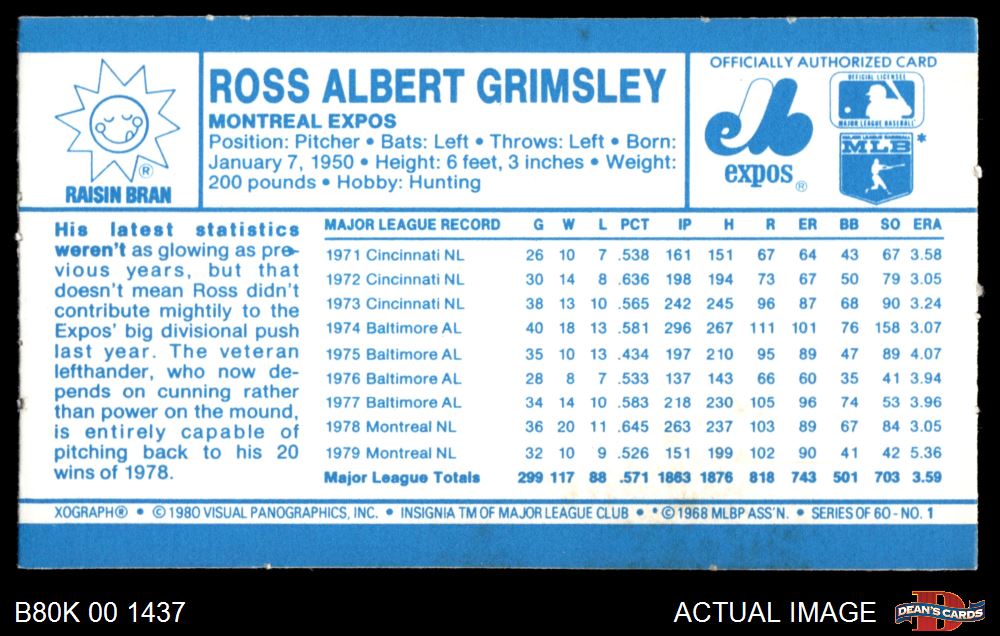 RAISIN BRAN ®
ROSS ALBERT GRIMSLEY
MONTREAL EXPOS
Position: Pitcher • Bats: Left • Throws: Left • Born:
January 7, 1950 • Height: 6 feet, 3 inches • Weight:
200 pounds • Hobby: Hunting
OFFICIALLY AUTHORIZED CARD
expos ®
OFFICIAL LICENSEE
MAJOR LEAGUE BASEBALL
MAJOR LEAGUE BASEBALL
MLB *
His latest statistics
weren't as glowing as pre-
vious years, but that
doesn't mean Ross didn't
contribute mightily to the
Expos' big divisional push
last year. The veteran
lefthander, who now de-
pends on cunning rather
than power on the mound,
is entirely capable of
pitching back to his 20
wins of 1978.
MAJOR LEAGUE RECORD G W L PCT IP H R ER BB SO ERA
1971 Cincinnati NL 26 10 7 .538 161 151 67 64 43 67 3.58
1972 Cincinnati NL 30 14 8 .636 198 194 73 67 50 79 3.05
1973 Cincinnati NL 38 13 10 .565 242 245 96 87 68 90 3.24
1974 Baltimore AL 40 18 13 .581 296 267 111 101 76 158 3.07
1975 Baltimore AL 35 10 13 .434 197 210 95 89 47 89 4.07
1976 Baltimore AL 28 8 7 .533 137 143 66 60 35 41 3.94
1977 Baltimore AL 34 14 10 .583 218 230 105 96 74 53 3.96
1978 Montreal NL 36 20 11 .645 263 237 103 89 67 84 3.05
1979 Montreal NL 32 10 9 .526 151 199 102 90 41 42 5.36
Major League Totals 299 117 88 .571 1863 1876 818 743 501 703 3.59
XOGRAPH® • © 1980 VISUAL PANOGRAPHICS, INC. • INSIGNIA TM OF MAJOR LEAGUE CLUB • *© 1968 MLBP ASS'N. • SERIES OF 60 - NO. 1
B80K 00 1437
ACTUAL IMAGE
DEAN'S CARDS